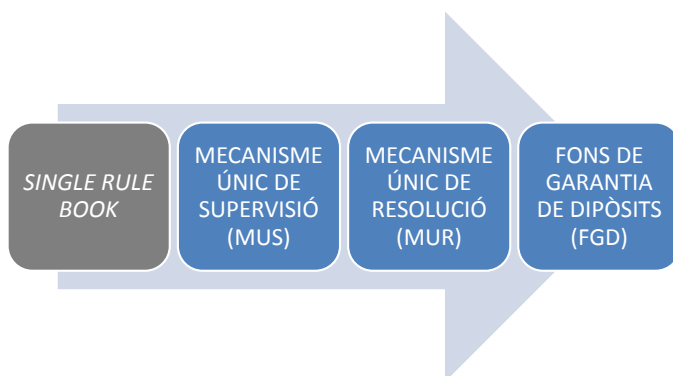 SINGLE RULE
BOOK
MECANISME
ÚNIC DE
SUPERVISIÓ
(MUS)
MECANISME
ÚNIC DE
RESOLUCIÓ
(MUR)
FONS DE
GARANTIA
DE DIPÒSITS
(FGD)